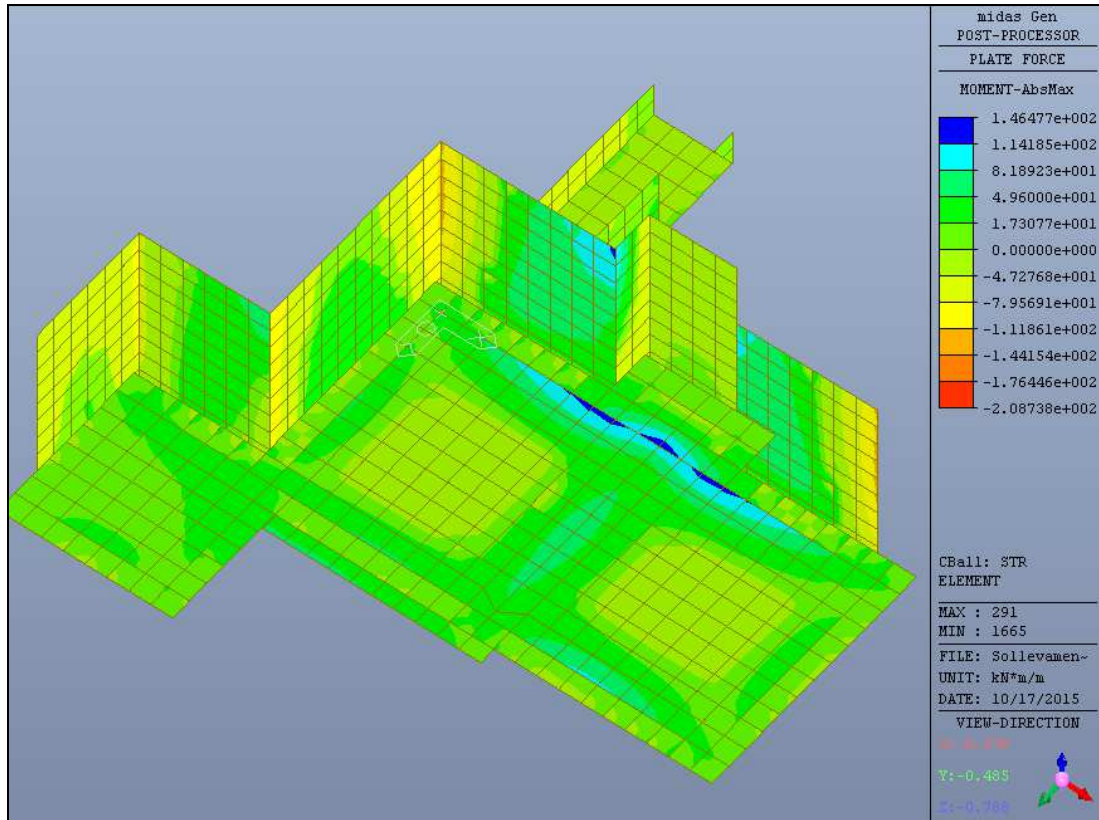 midas Gen
POST-PROCESSOR
PLATE FORCE
MOMENT-AbsMax
1.46477e+002
1.14185e+002
8.18923e+001
4.96000e+001
1.73077e+001
0.00000e+000
-4.72768e+001
-7.95691e+001
-1.11861e+002
-1.44154e+002
-1.76446e+002
-2.08738e+002
CBall: STR
ELEMENT
MAX : 291
MIN : 1665
FILE: Sollevamen~
UNIT: kN*m/m
DATE: 10/17/2015
VIEW-DIRECTION
Y:-0.485
Z:-0.788